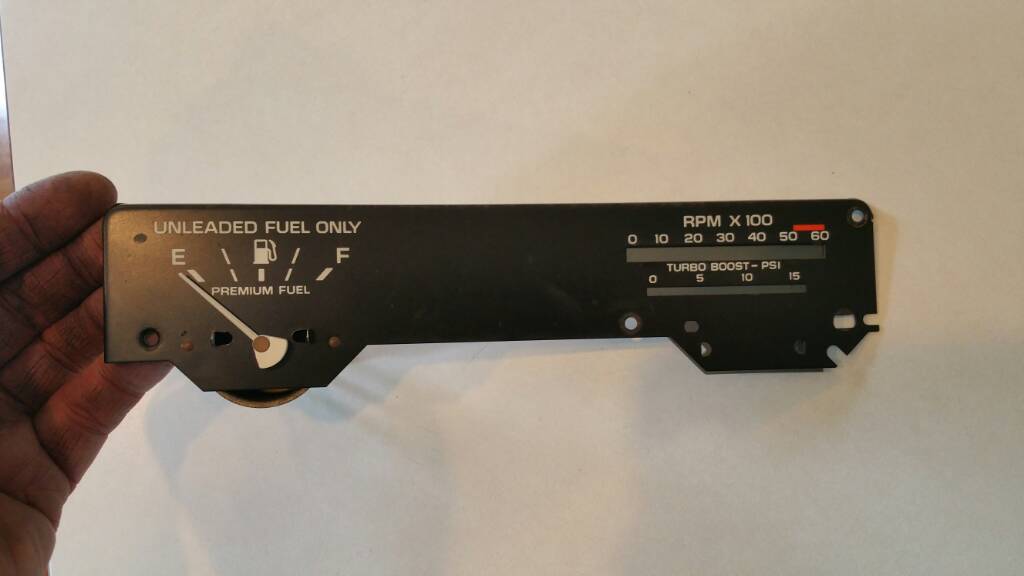 UNLEADED FUEL ONLY
E F
PREMIUM FUEL
RPM X 100
0 10 20 30 40 50 60
TURBO BOOST-PSI
0 5 10 15